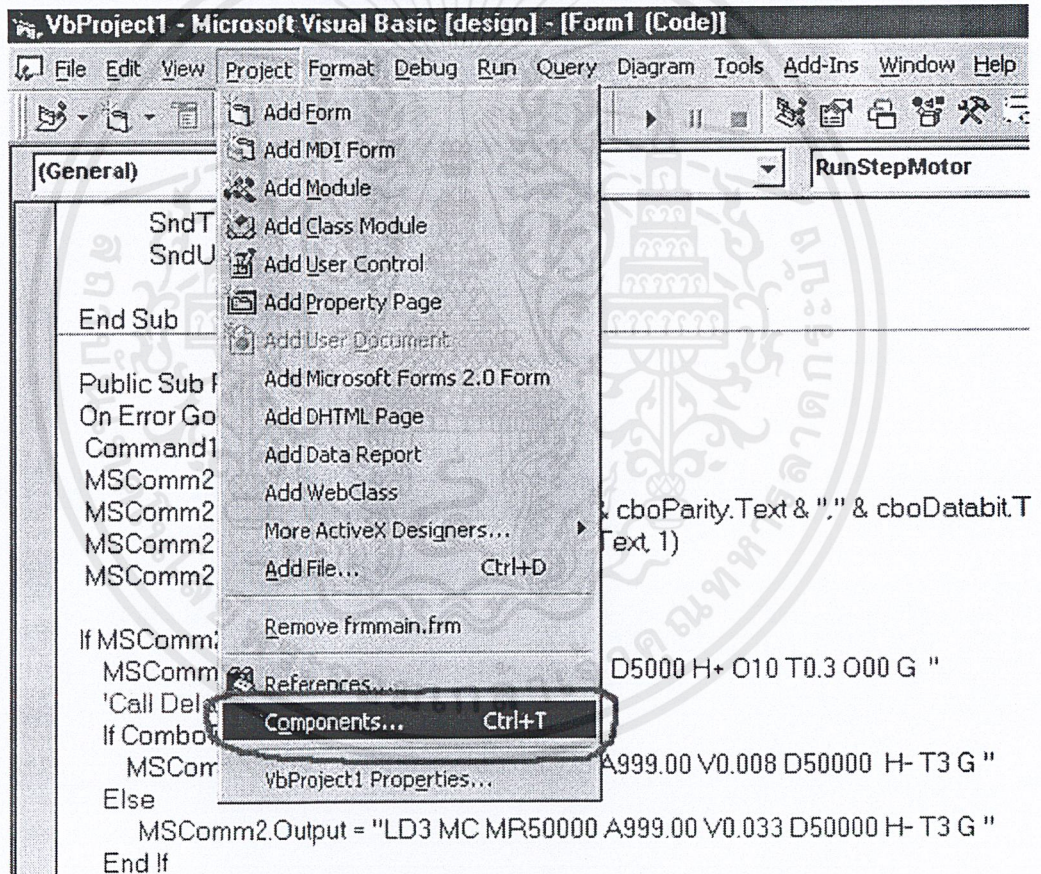 VbProject1 - Microsoft Visual Basic [design] - [Form1 (Code)]
File Edit View Project Format Debug Run Query Diagram Tools Add-Ins Window Help
Add Form
Add MDI Form
(General)
RunStepMotor
Add Module
SndT
Add Class Module
SndU
Add User Control
Add Property Page
End Sub
Add User Document
Public Sub
Add Microsoft Forms 2.0 Form
On Error Go
Add DHTML Page
Command1
Add Data Report
MSComm2
Add WebClass
MSComm2
& cboParity.Text & "," & cboDatabit.T
More ActiveX Designers...
MSComm2
Text, 1)
Add File... Ctrl+D
MSComm2
Remove frmmain.frm
If MSComm
MSComm
D5000 H+ O10 T0.3 O00 G "
References...
'Call Dela
Components... Ctrl+T
If Combo
MSCom
A999.00 V0.008 D50000 H- T3 G "
VbProject1 Properties...
Else
MSComm2.Output = "LD3 MC MR50000 A999.00 V0.033 D50000 H- T3 G "
End If